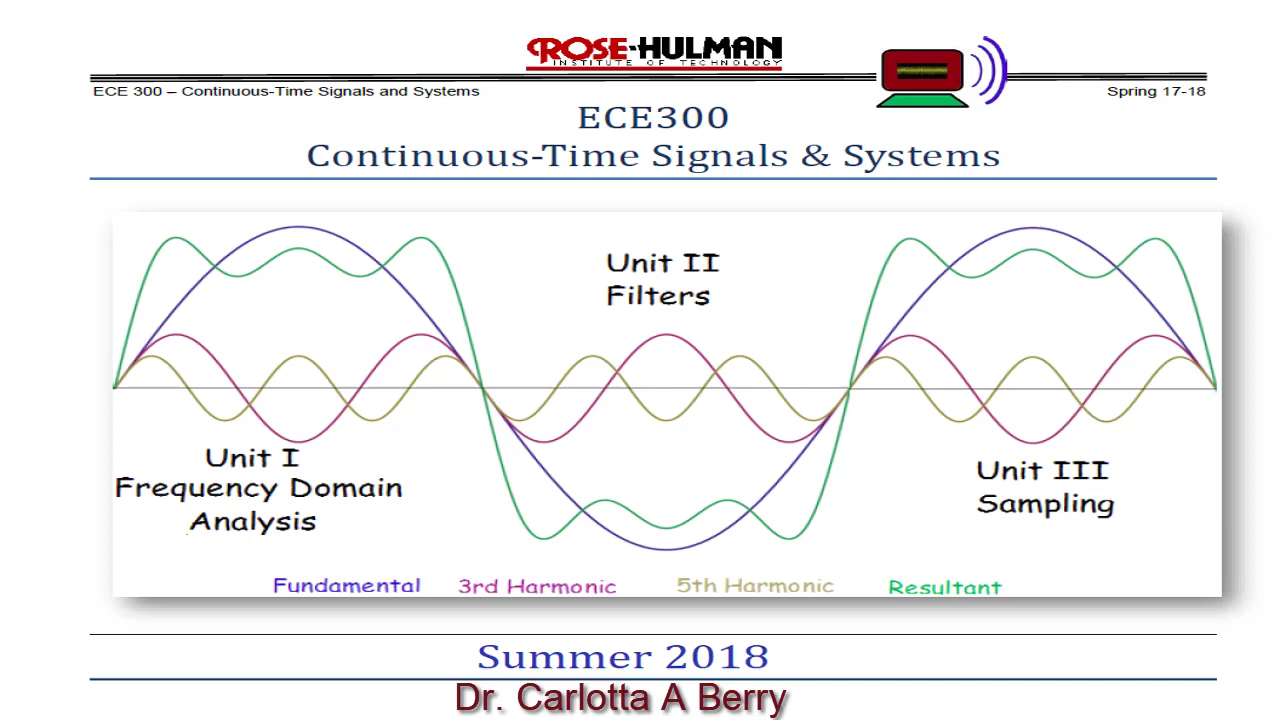 ROSE-HULMAN
INSTITUTE OF TECHNOLOGY
ECE 300 – Continuous-Time Signals and Systems
Spring 17-18
ECE300
Continuous-Time Signals & Systems
Unit II
Filters
Unit I
Frequency Domain
Analysis
Unit III
Sampling
Fundamental 3rd Harmonic 5th Harmonic Resultant
Summer 2018
Dr. Carlotta A Berry